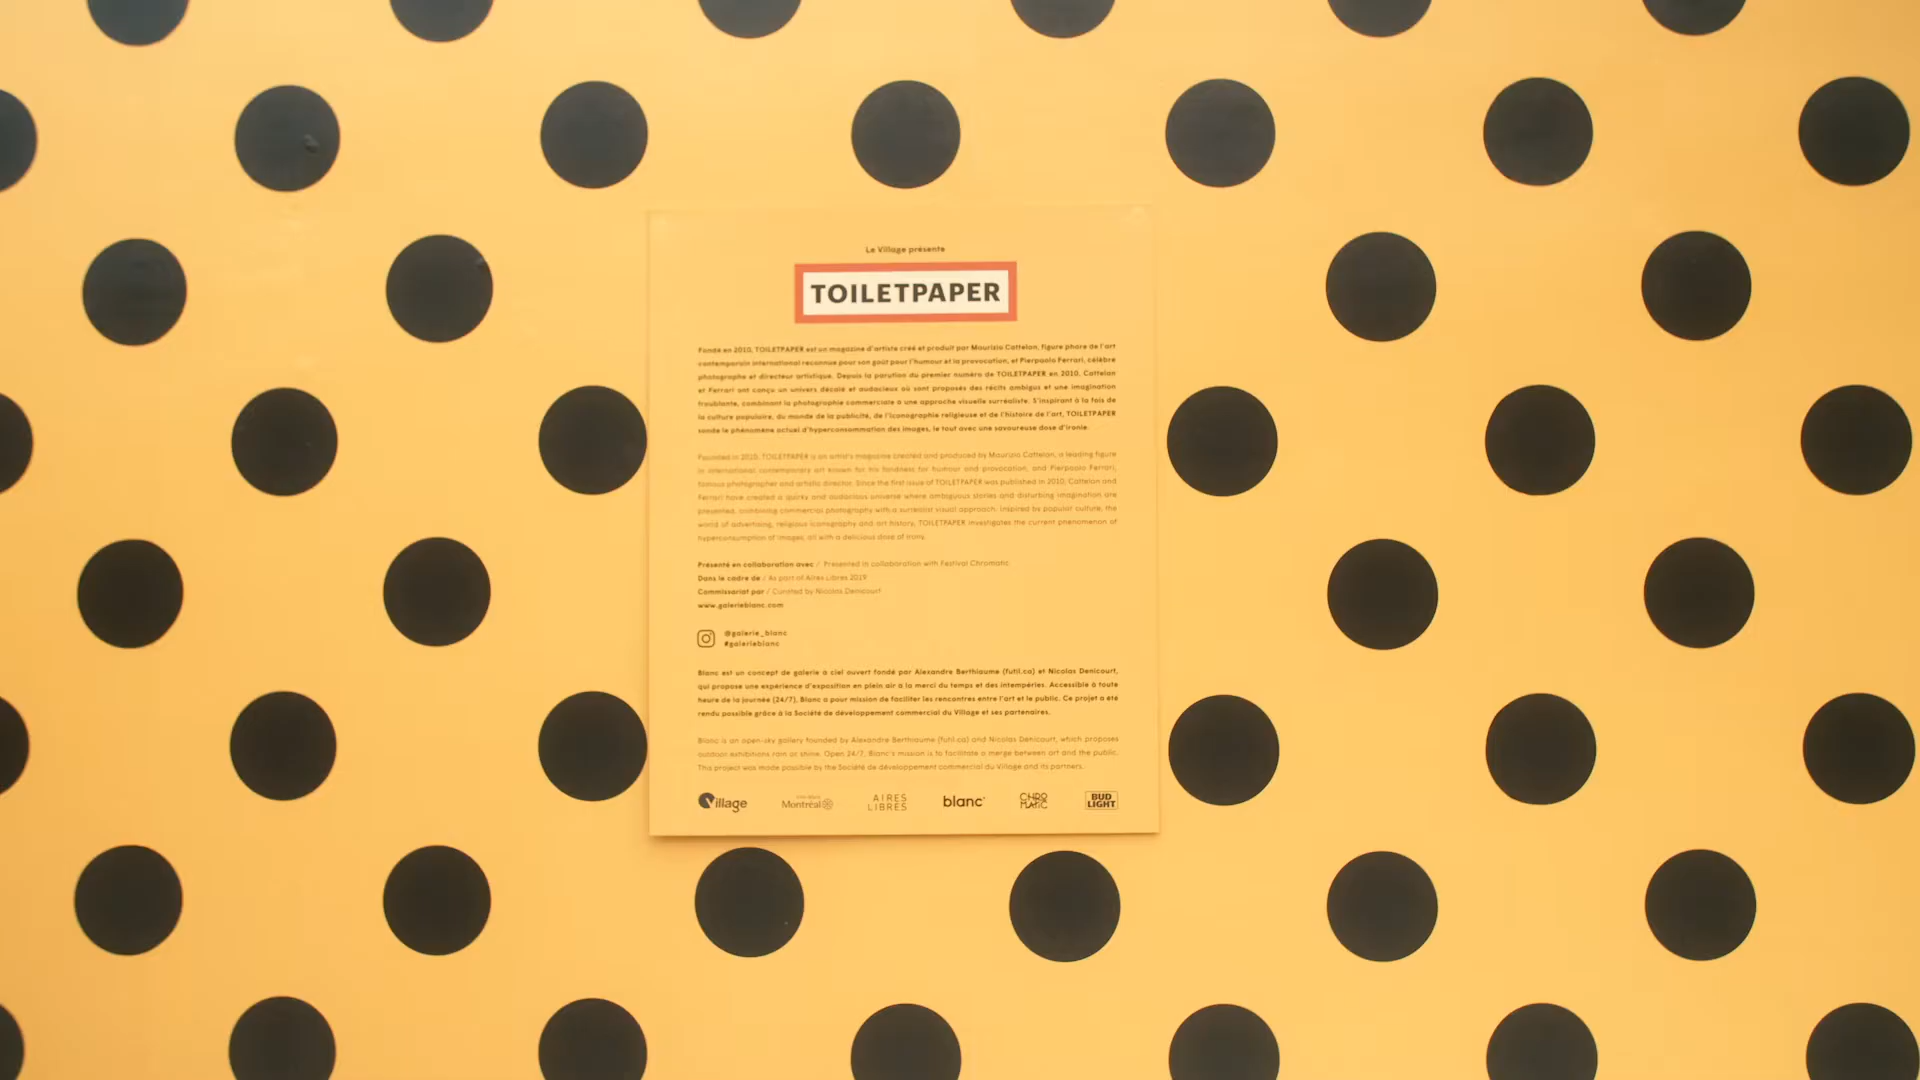 Le Village présente
TOILETPAPER
Fondé en 2010, TOILETPAPER est un magazine d'artiste créé et produit par Maurizio Cattelan, figure phare de l'art
contemporain international reconnue pour son goût pour l'humour et la provocation, et Pierpaolo Ferrari, célèbre
photographe et directeur artistique. Depuis la parution du premier numéro de TOILETPAPER en 2010, Cattelan
et Ferrari ont conçu un univers décalé et audacieux où sont proposés des récits ambigus et une imagination
troublante, combinant la photographie commerciale à une approche visuelle surréaliste. S'inspirant à la fois de
la culture populaire, du monde de la publicité, de l'iconographie religieuse et de l'histoire de l'art, TOILETPAPER
sonde le phénomène actuel d'hyperconsommation des images, le tout avec une savoureuse dose d'ironie.
Founded in 2010, TOILETPAPER is an artist's magazine created and produced by Maurizio Cattelan, a leading figure
in international contemporary art known for his fondness for humour and provocation, and Pierpaolo Ferrari,
famous photographer and artistic director. Since the first issue of TOILETPAPER was published in 2010, Cattelan and
Ferrari have created a quirky and audacious universe where ambiguous stories and disturbing imagination are
presented, combining commercial photography with a surrealist visual approach. Inspired by popular culture, the
world of advertising, religious iconography and art history, TOILETPAPER investigates the current phenomenon of
hyperconsumption of images, all with a delicious dose of irony.
Présenté en collaboration avec / Presented in collaboration with Festival Chromatic
Dans le cadre de / As part of Aires Libres 2019
Commissariat par / Curated by Nicolas Denicourt
www.galerieblanc.com
@galerie_blanc
#galerieblanc
Blanc est un concept de galerie à ciel ouvert fondé par Alexandre Berthiaume (futil.ca) et Nicolas Denicourt,
qui propose une expérience d'exposition en plein air à la merci du temps et des intempéries. Accessible à toute
heure de la journée (24/7), Blanc a pour mission de faciliter les rencontres entre l'art et le public. Ce projet a été
rendu possible grâce à la Société de développement commercial du Village et ses partenaires.
Blanc is an open-sky gallery founded by Alexandre Berthiaume (futil.ca) and Nicolas Denicourt, which proposes
outdoor exhibitions rain or shine. Open 24/7, Blanc's mission is to facilitate a merge between art and the public.
This project was made possible by the Société de développement commercial du Village and its partners.
Village Montréal AIRES LIBRES blanc CHROMATIC BUD LIGHT